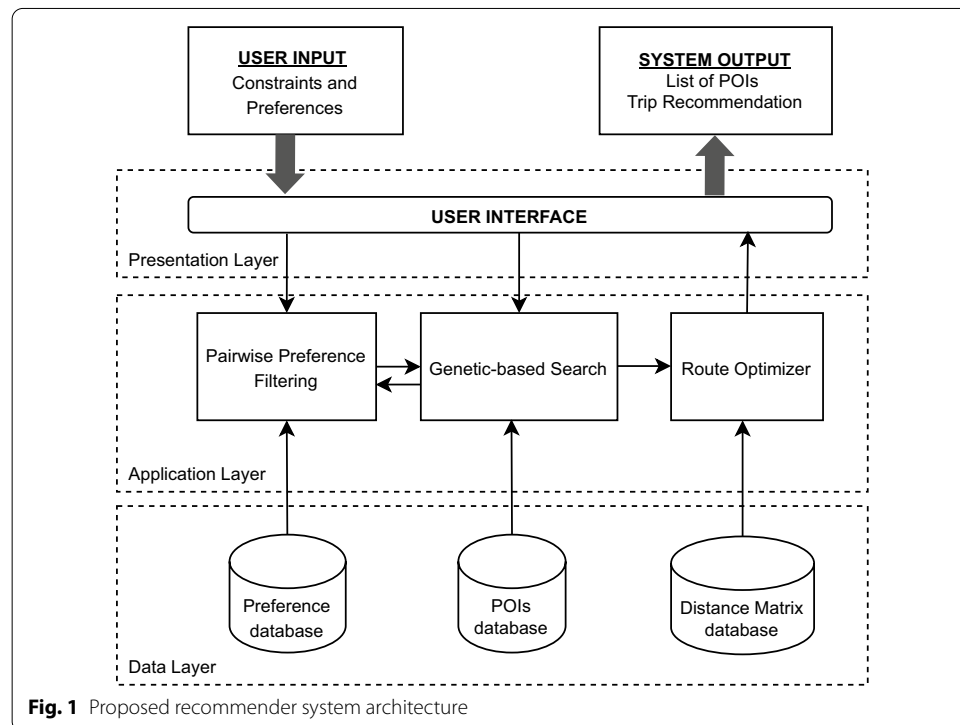 USER INPUT
Constraints and
Preferences
SYSTEM OUTPUT
List of POIs
Trip Recommendation
USER INTERFACE
Presentation Layer
Pairwise Preference
Filtering
Genetic-based Search
Route Optimizer
Application Layer
Preference
database
POIs
database
Distance Matrix
database
Data Layer
Fig. 1 Proposed recommender system architecture